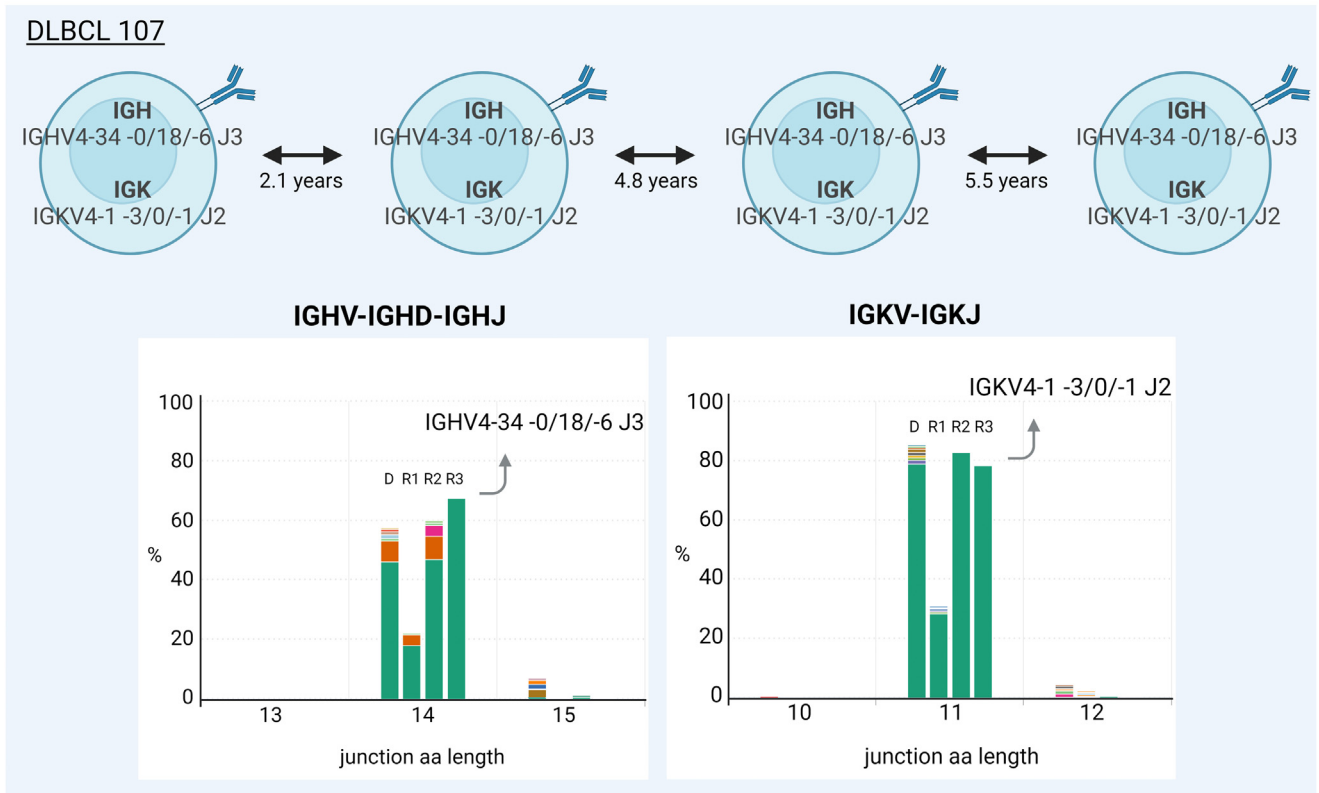 DLBCL 107
IGH
IGHV4-34 -0/18/-6 J3
IGK
IGKV4-1 -3/0/-1 J2
2.1 years
IGH
IGHV4-34 -0/18/-6 J3
IGK
IGKV4-1 -3/0/-1 J2
4.8 years
IGH
IGHV4-34 -0/18/-6 J3
IGK
IGKV4-1 -3/0/-1 J2
5.5 years
IGH
IGHV4-34 -0/18/-6 J3
IGK
IGKV4-1 -3/0/-1 J2
IGHV-IGHD-IGHJ
IGHV4-34 -0/18/-6 J3
D R1 R2 R3
100
80
60
%
40
20
0
13 14 15
junction aa length
IGKV-IGKJ
IGKV4-1 -3/0/-1 J2
D R1 R2 R3
100
80
60
%
40
20
0
10 11 12
junction aa length